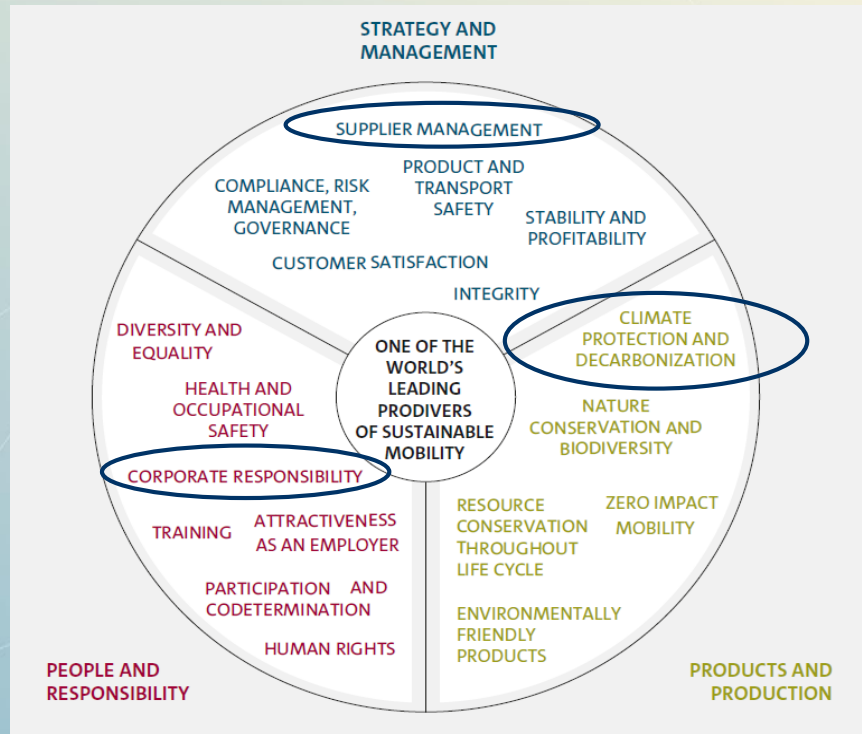 STRATEGY AND
MANAGEMENT
SUPPLIER MANAGEMENT
COMPLIANCE, RISK
MANAGEMENT,
GOVERNANCE
PRODUCT AND
TRANSPORT
SAFETY
STABILITY AND
PROFITABILITY
CUSTOMER SATISFACTION
INTEGRITY
DIVERSITY AND
EQUALITY
HEALTH AND
OCCUPATIONAL
SAFETY
CORPORATE RESPONSIBILITY
TRAINING
ATTRACTIVENESS
AS AN EMPLOYER
PARTICIPATION AND
CODETERMINATION
HUMAN RIGHTS
ONE OF THE
WORLD'S
LEADING
PRODIVERS
OF SUSTAINABLE
MOBILITY
CLIMATE
PROTECTION AND
DECARBONIZATION
NATURE
CONSERVATION AND
BIODIVERSITY
RESOURCE
CONSERVATION
THROUGHOUT
LIFE CYCLE
ZERO IMPACT
MOBILITY
ENVIRONMENTALLY
FRIENDLY
PRODUCTS
PEOPLE AND
RESPONSIBILITY
PRODUCTS AND
PRODUCTION